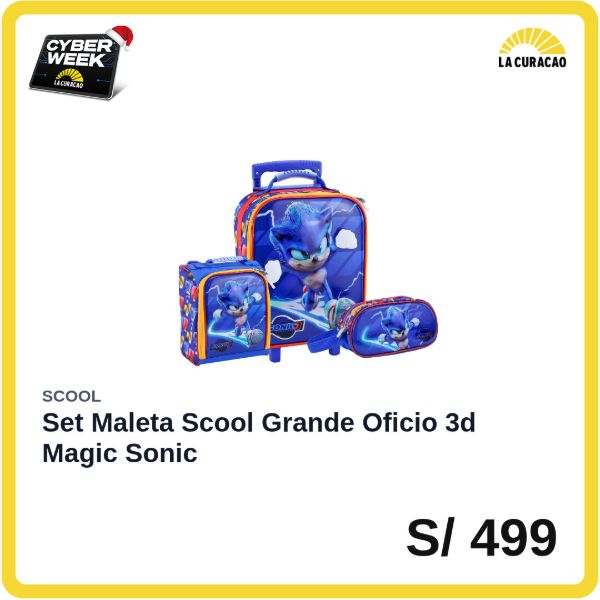 CYBER
WEEK
LA CURACAO
LA CURACAO
SCOOL
Set Maleta Scool Grande Oficio 3d
Magic Sonic
S/ 499